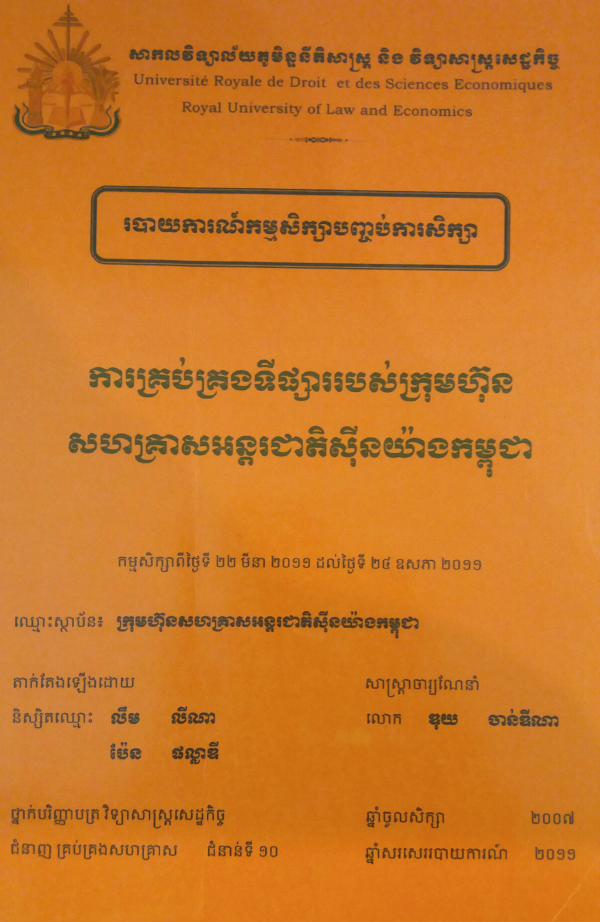 សាកលវិទ្យាល័យភូមិន្ទនីតិសាស្ត្រ និង វិទ្យាសាស្ត្រសេដ្ឋកិច្ច
Université Royale de Droit et des Sciences Economiques
Royal University of Law and Economics
របាយការណ៍កម្មសិក្សាបញ្ចប់ការសិក្សា
ការគ្រប់គ្រងទីផ្សាររបស់ក្រុមហ៊ុន
សហគ្រាសអន្តរជាតិស៊ីនយ៉ាងកម្ពុជា
កម្មសិក្សាពីថ្ងៃទី ២២ មីនា ២០១១ ដល់ថ្ងៃទី ២៤ ឧសភា ២០១១
ឈ្មោះស្ថាប័ន៖ ក្រុមហ៊ុនសហគ្រាសអន្តរជាតិស៊ីនយ៉ាងកម្ពុជា
តាក់តែងឡើងដោយ សាស្ត្រាចារ្យណែនាំ
និស្សិតឈ្មោះ លឹម លីណា លោក ឌុយ ចាន់ឌីណា
ប៉ែន ផល្លាឌី
ថ្នាក់បរិញ្ញាបត្រ វិទ្យាសាស្ត្រសេដ្ឋកិច្ច ឆ្នាំចូលសិក្សា ២០០៧
ជំនាញ គ្រប់គ្រងសហគ្រាស ជំនាន់ទី ១០ ឆ្នាំសរសេររបាយការណ៍ ២០១១